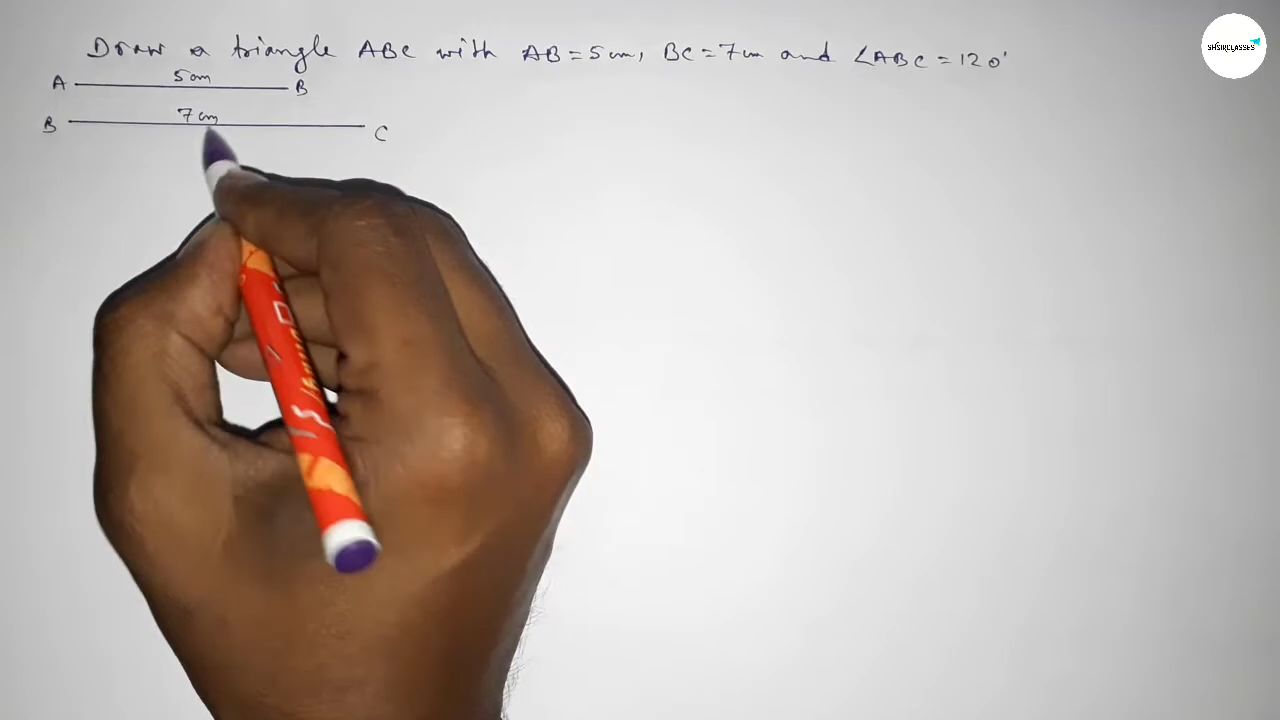 Draw a triangle ABC with AB=5cm, BC=7cm and ∠ABC=120°
A 5cm B
B 7cm C
SHSIRCLASSES